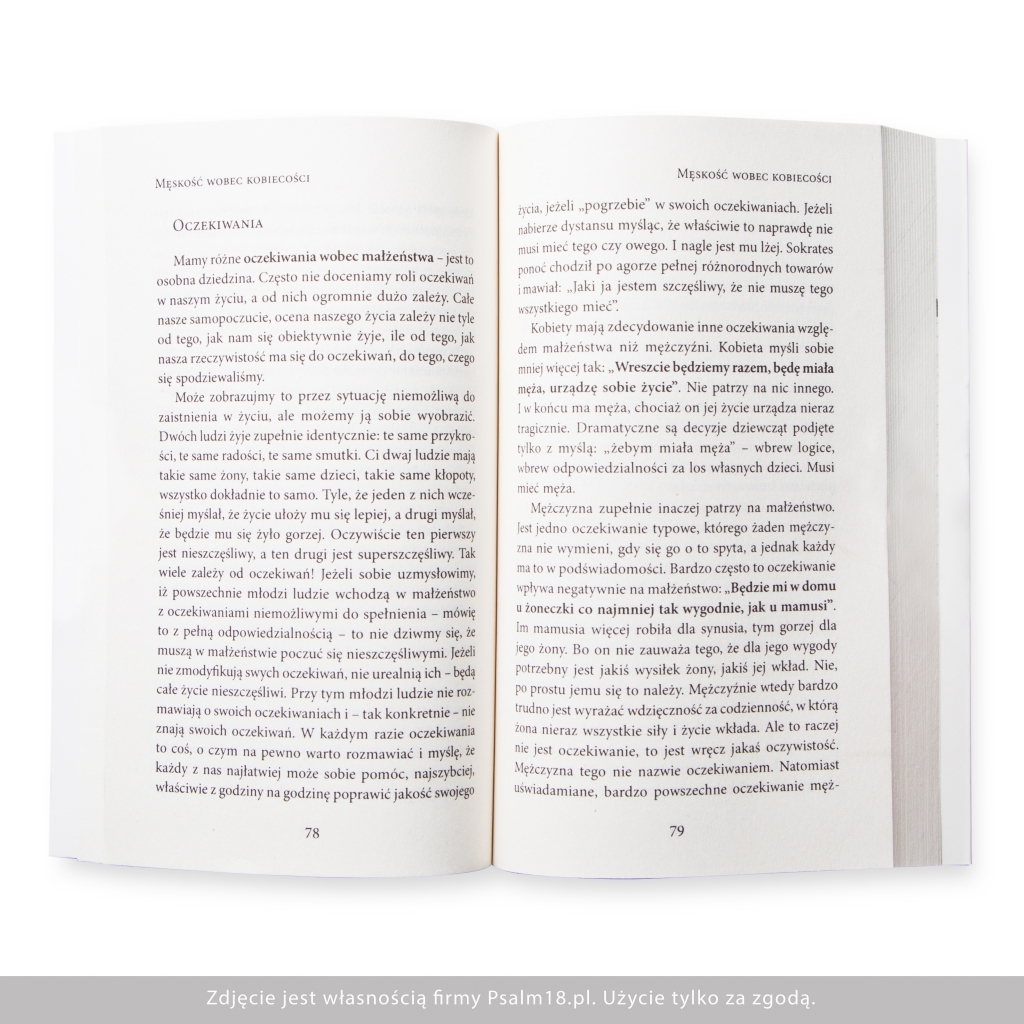 Męskość wobec kobiecości
Oczekiwania
Mamy różne oczekiwania wobec małżeństwa – jest to
osobna dziedzina. Często nie doceniamy roli oczekiwań
w naszym życiu, a od nich ogromnie dużo zależy. Całe
nasze samopoczucie, ocena naszego życia zależy nie tyle
od tego, jak nam się obiektywnie żyje, ile od tego, jak
nasza rzeczywistość ma się do oczekiwań, do tego, czego
się spodziewaliśmy.
Może zobrazujmy to przez sytuację niemożliwą do
zaistnienia w życiu, ale możemy ją sobie wyobrazić.
Dwóch ludzi żyje zupełnie identycznie: te same przykro-
ści, te same radości, te same smutki. Ci dwaj ludzie mają
takie same żony, takie same dzieci, takie same kłopoty,
wszystko dokładnie to samo. Tyle, że jeden z nich wcze-
śniej myślał, że życie ułoży mu się lepiej, a drugi myślał,
że będzie mu się żyło gorzej. Oczywiście ten pierwszy
jest nieszczęśliwy, a ten drugi jest superszczęśliwy. Tak
wiele zależy od oczekiwań! Jeżeli sobie uzmysłowimy,
iż powszechnie młodzi ludzie wchodzą w małżeństwo
z oczekiwaniami niemożliwymi do spełnienia – mówię
to z pełną odpowiedzialnością – to nie dziwmy się, że
muszą w małżeństwie poczuć się nieszczęśliwymi. Jeżeli
nie zmodyfikują swych oczekiwań, nie urealnią ich – będą
całe życie nieszczęśliwi. Przy tym młodzi ludzie nie roz-
mawiają o swoich oczekiwaniach i – tak konkretnie – nie
znają swoich oczekiwań. W każdym razie oczekiwania
to coś, o czym na pewno warto rozmawiać i myślę, że
każdy z nas najłatwiej może sobie pomóc, najszybciej,
właściwie z godziny na godzinę poprawić jakość swojego
78
Męskość wobec kobiecości
życia, jeżeli „pogrzebie” w swoich oczekiwaniach. Jeżeli
nabierze dystansu myśląc, że właściwie to naprawdę nie
musi mieć tego czy owego. I nagle jest mu lżej. Sokrates
ponoć chodził po agorze pełnej różnorodnych towarów
i mawiał: „Jaki ja jestem szczęśliwy, że nie muszę tego
wszystkiego mieć”.
Kobiety mają zdecydowanie inne oczekiwania wzglę-
dem małżeństwa niż mężczyźni. Kobieta myśli sobie
mniej więcej tak: „Wreszcie będziemy razem, będę miała
męża, urządzę sobie życie”. Nie patrzy na nic innego.
I w końcu ma męża, chociaż on jej życie urządza nieraz
tragicznie. Dramatyczne są decyzje dziewcząt podjęte
tylko z myślą: „żebym miała męża” – wbrew logice,
wbrew odpowiedzialności za los własnych dzieci. Musi
mieć męża.
Mężczyzna zupełnie inaczej patrzy na małżeństwo.
Jest jedno oczekiwanie typowe, którego żaden mężczy-
zna nie wymieni, gdy się go o to spyta, a jednak każdy
ma to w podświadomości. Bardzo często to oczekiwanie
wpływa negatywnie na małżeństwo: „Będzie mi w domu
u żoneczki co najmniej tak wygodnie, jak u mamusi”.
Im mamusia więcej robiła dla synusia, tym gorzej dla
jego żony. Bo on nie zauważa tego, że dla jego wygody
potrzebny jest jakiś wysiłek żony, jakiś jej wkład. Nie,
po prostu jemu się to należy. Mężczyźnie wtedy bardzo
trudno jest wyrażać wdzięczność za codzienność, w którą
żona nieraz wszystkie siły i życie wkłada. Ale to raczej
nie jest oczekiwanie, to jest wręcz jakaś oczywistość.
Mężczyzna tego nie nazwie oczekiwaniem. Natomiast
uświadamiane, bardzo powszechne oczekiwanie męż-
79
Zdjęcie jest własnością firmy Psalm18.pl. Użycie tylko za zgodą.